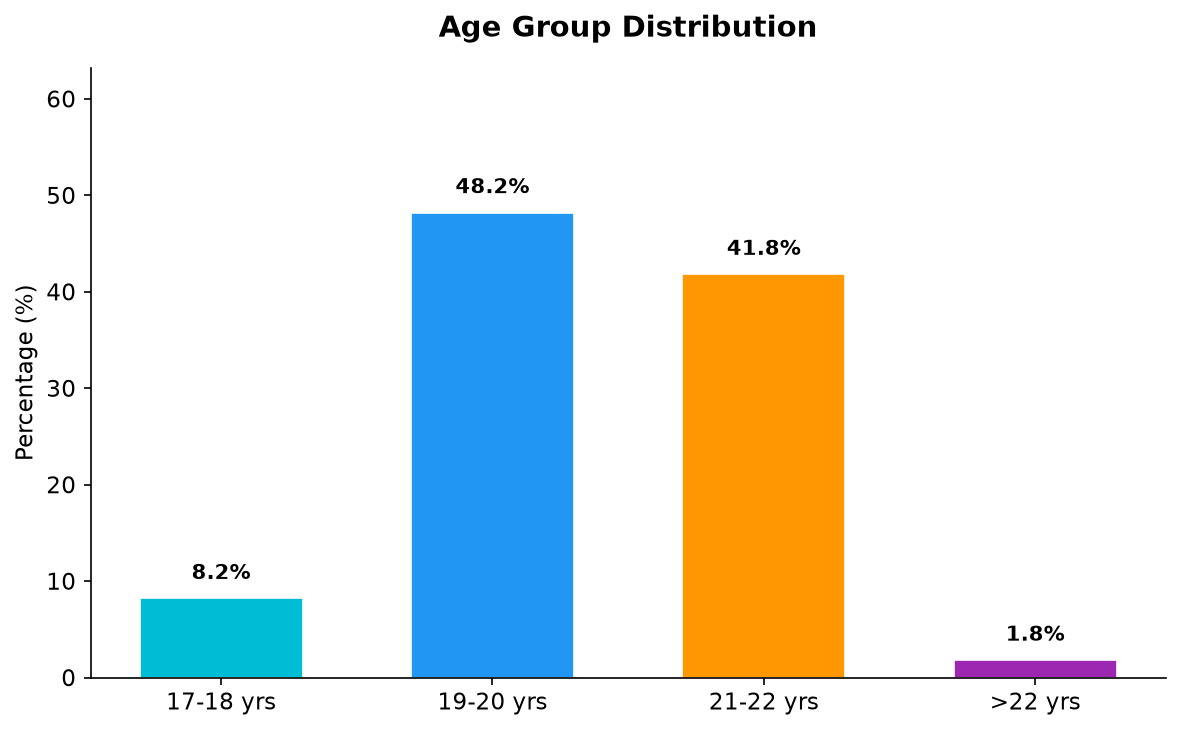 Age Group Distribution
Percentage (%)
60
50
40
30
20
10
0
8.2%
48.2%
41.8%
1.8%
17-18 yrs
19-20 yrs
21-22 yrs
>22 yrs